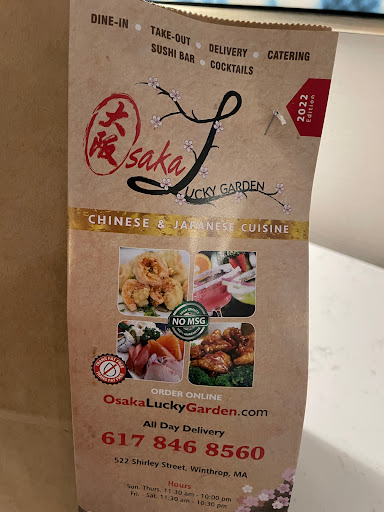 DINE-IN • TAKE-OUT • DELIVERY • CATERING
SUSHI BAR • COCKTAILS
2022
Edition
大阪
Osaka
LUCKY GARDEN
CHINESE & JAPANESE CUISINE
NO MSG
ORDER ONLINE
OsakaLuckyGarden.com
All Day Delivery
617 846 8560
522 Shirley Street, Winthrop, MA
Hours
Sun. Thurs. 11:30 am - 10:00 pm
Fri. - Sat. 11:30 am - 10:30 pm